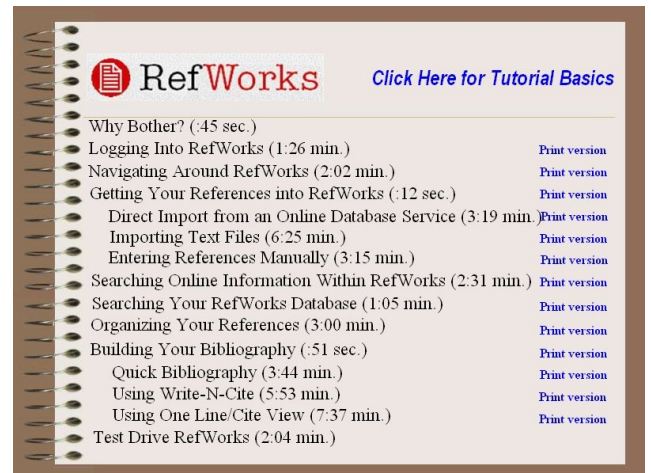 RefWorks Click Here for Tutorial Basics
Why Bother? (:45 sec.)
Logging Into RefWorks (1:26 min.) Print version
Navigating Around RefWorks (2:02 min.) Print version
Getting Your References into RefWorks (:12 sec.) Print version
Direct Import from an Online Database Service (3:19 min.) Print version
Importing Text Files (6:25 min.) Print version
Entering References Manually (3:15 min.) Print version
Searching Online Information Within RefWorks (2:31 min.) Print version
Searching Your RefWorks Database (1:05 min.) Print version
Organizing Your References (3:00 min.) Print version
Building Your Bibliography (:51 sec.) Print version
Quick Bibliography (3:44 min.) Print version
Using Write-N-Cite (5:53 min.) Print version
Using One Line/Cite View (7:37 min.) Print version
Test Drive RefWorks (2:04 min.)